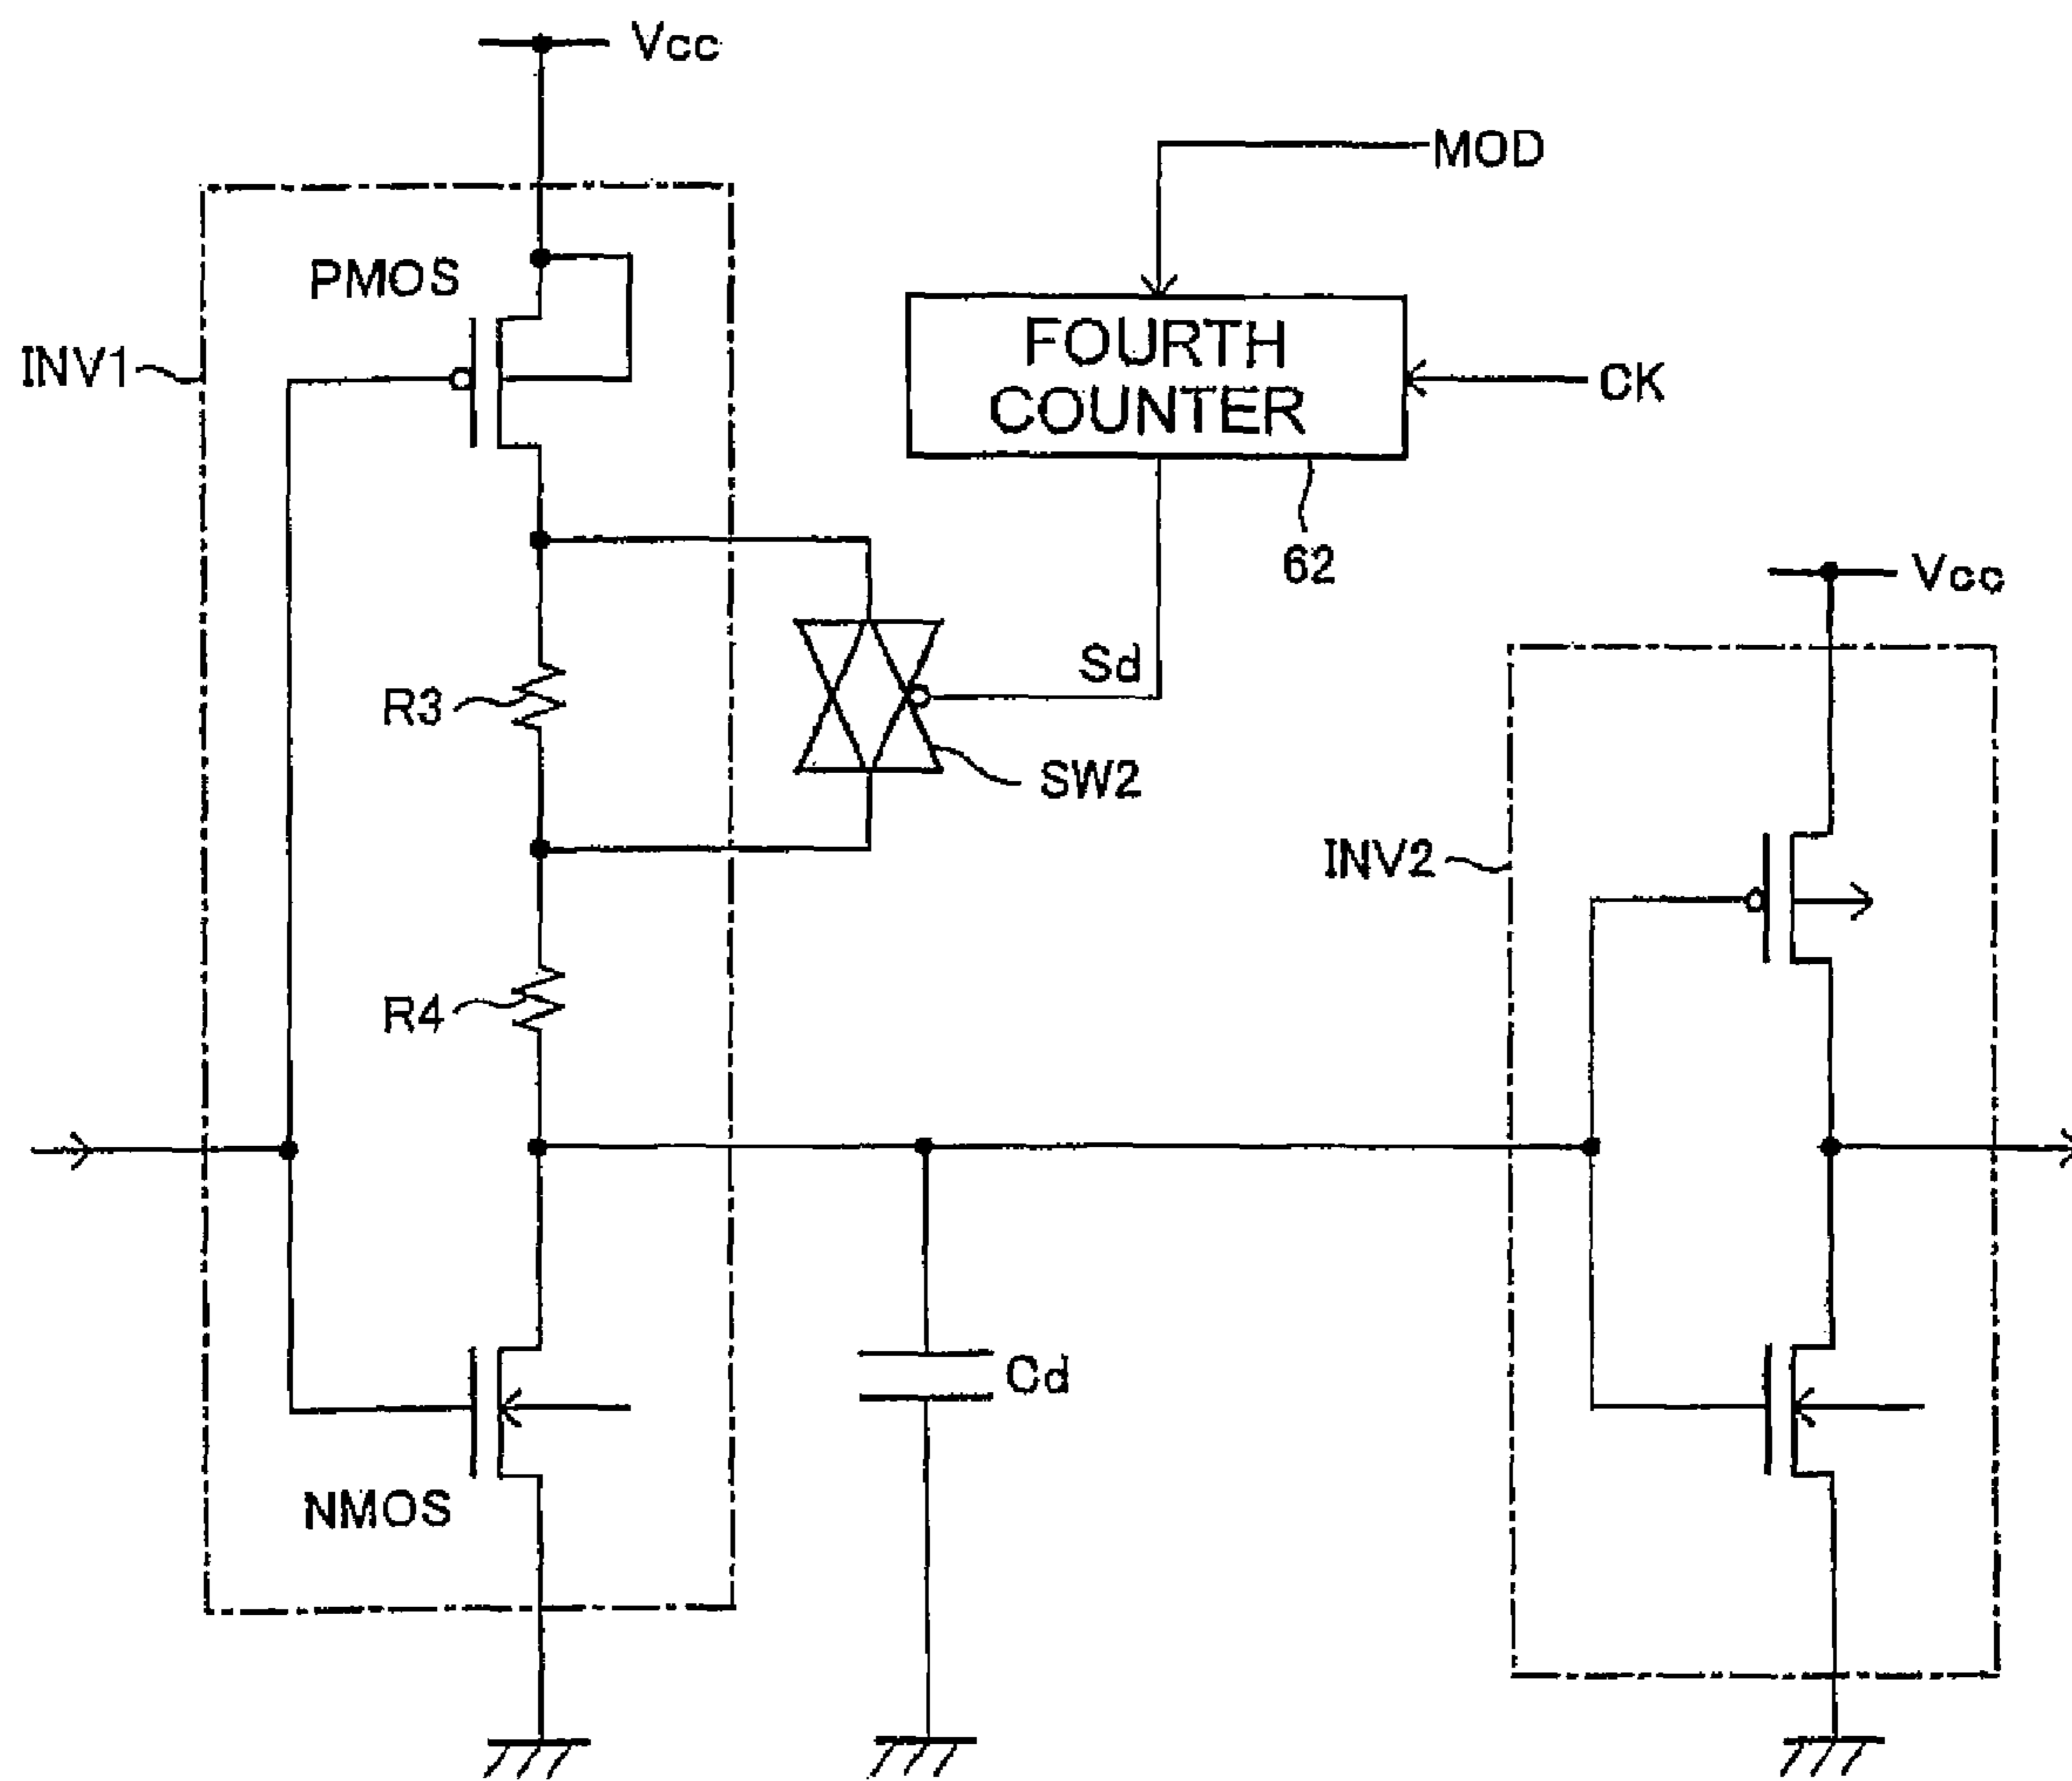 Vcc
MOD
PMOS
INV1
FOURTH
COUNTER
CK
62
Vcc
Sd
R3
SW2
INV2
R4
Cd
NMOS